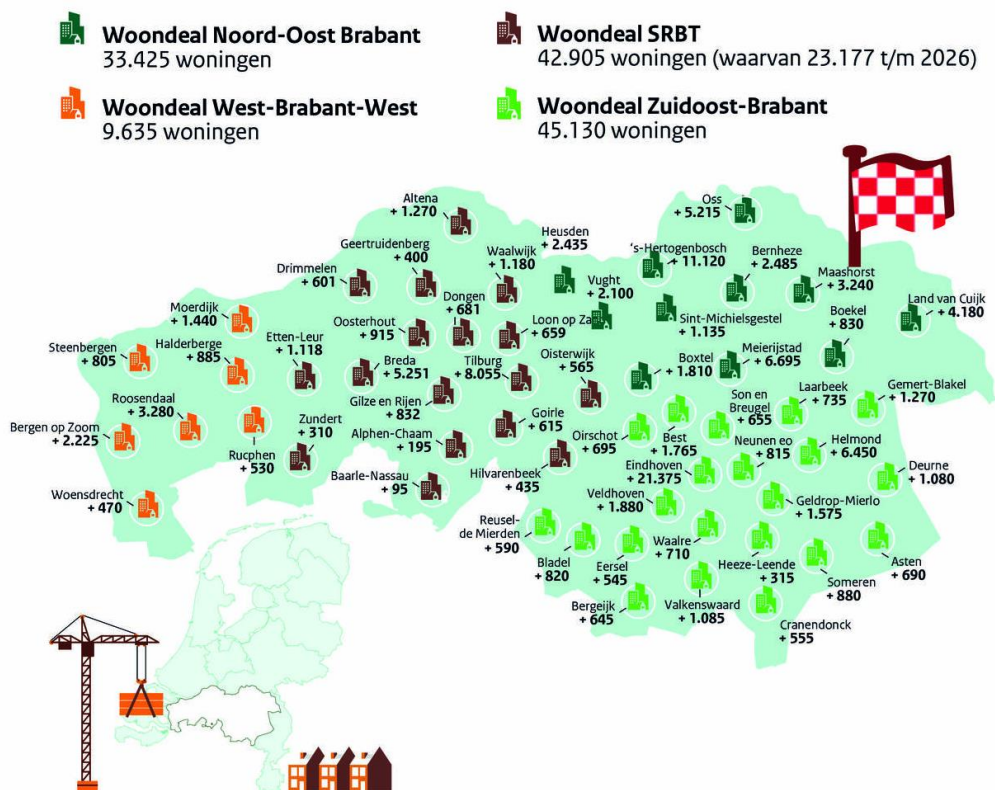 Woondeal Noord-Oost Brabant
33.425 woningen
Woondeal SRBT
42.905 woningen (waarvan 23.177 t/m 2026)
Woondeal West-Brabant-West
9.635 woningen
Woondeal Zuidoost-Brabant
45.130 woningen
Altena
+ 1.270
Oss
+ 5.215
Heusden
+ 2.435
Geertruidenberg
+ 400
Waalwijk
+ 1.180
's-Hertogenbosch
+ 11.120
Bernheze
+ 2.485
Drimmelen
+ 601
Vught
+ 2.100
Maashorst
+ 3.240
Moerdijk
+ 1.440
Dongen
+ 681
Land van Cuijk
+ 4.180
Boekel
+ 830
Oosterhout
+ 915
Loon op Za
+ 659
Sint-Michielsgestel
+ 1.135
Steenbergen
+ 805
Halderberge
+ 885
Etten-Leur
+ 1.118
Breda
+ 5.251
Tilburg
+ 8.055
Oisterwijk
+ 565
Boxtel
+ 1.810
Meierijstad
+ 6.695
Gilze en Rijen
+ 832
Son en
Breugel
+ 655
Laarbeek
+ 735
Gemert-Blakel
+ 1.270
Roosendaal
+ 3.280
Bergen op Zoom
+ 2.225
Rucphen
+ 530
Zundert
+ 310
Alphen-Chaam
+ 195
Goirle
+ 615
Oirschot
+ 695
Best
+ 1.765
Neunen eo
+ 815
Helmond
+ 6.450
Baarle-Nassau
+ 95
Hilvarenbeek
+ 435
Eindhoven
+ 21.375
Deurne
+ 1.080
Woensdrecht
+ 470
Veldhoven
+ 1.880
Geldrop-Mierlo
+ 1.575
Reusel-
de Mierden
+ 590
Bladel
+ 820
Eersel
+ 545
Waalre
+ 710
Heeze-Leende
+ 315
Someren
+ 880
Asten
+ 690
Bergeijk
+ 645
Valkenswaard
+ 1.085
Cranendonck
+ 555